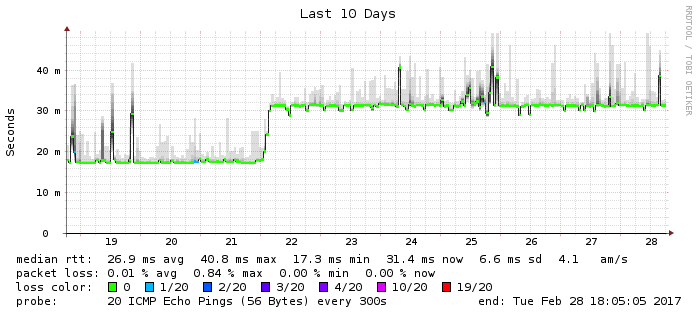 Last 10 Days
RRDTOOL / TOBI OETIKER
Seconds
40 m
30 m
20 m
10 m
0
19 20 21 22 23 24 25 26 27 28
median rtt: 26.9 ms avg 40.8 ms max 17.3 ms min 31.4 ms now 6.6 ms sd 4.1 am/s
packet loss: 0.01 % avg 0.84 % max 0.00 % min 0.00 % now
loss color: 0 1/20 2/20 3/20 4/20 10/20 19/20
probe: 20 ICMP Echo Pings (56 Bytes) every 300s end: Tue Feb 28 18:05:05 2017